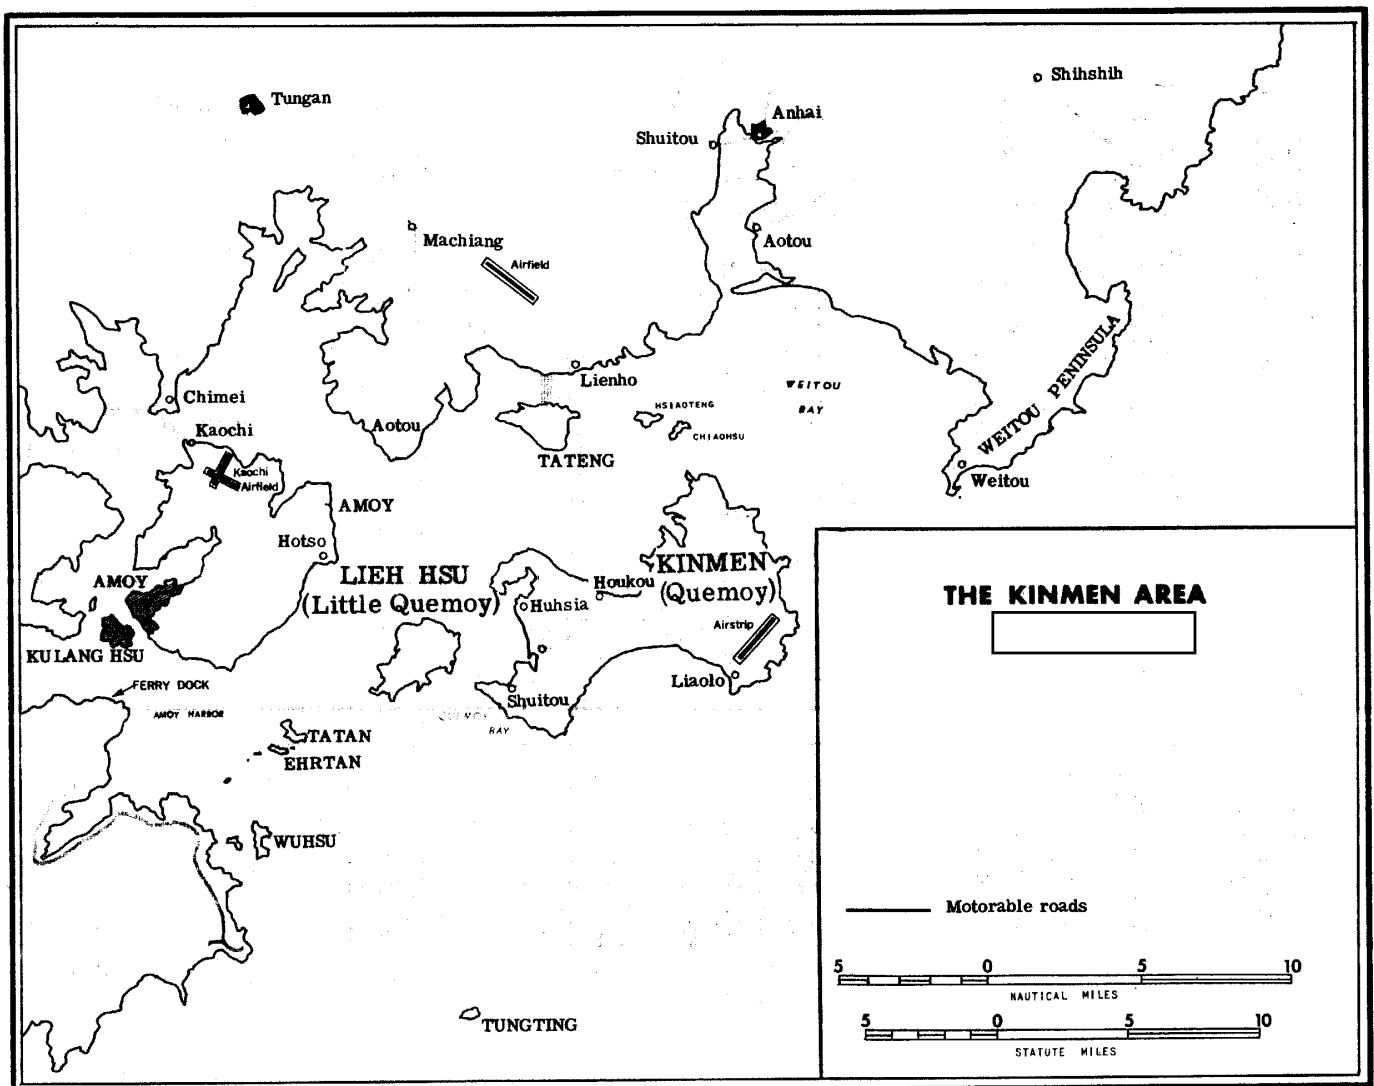 Shihshih
Tungan
Anhai
Shuitou
Machiang
Aotou
Airfield
WEITOU PENINSULA
Lienho
WEITOU
BAY
Chimei
HSIAOTENG
Kaochi
Aotou
CHIAOHSU
TATENG
Kaochi
Airfield
Weitou
AMOY
Hotso
LIEH HSU
(Little Quemoy)
KINMEN
(Quemoy)
AMOY
Houkou
Huhsia
THE KINMEN AREA
Airstrip
KULANG HSU
Liaolo
FERRY DOCK
Shuitou
AMOY HARBOR
QUEMOY
BAY
TATAN
EHRTAN
WUHSU
Motorable roads
5 0 5 10
NAUTICAL MILES
TUNGTING
5 0 5 10
STATUTE MILES